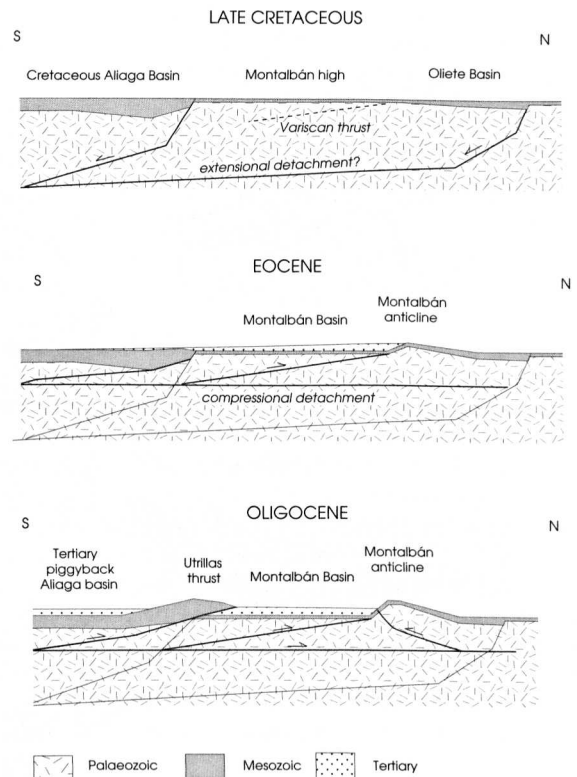 LATE CRETACEOUS
S
N
Cretaceous Aliaga Basin
Montalbán high
Oliete Basin
Variscan thrust
extensional detachment?
EOCENE
S
N
Montalbán Basin
Montalbán
anticline
compressional detachment
OLIGOCENE
S
N
Tertiary
piggyback
Aliaga basin
Utrillas
thrust
Montalbán Basin
Montalbán
anticline
Palaeozoic
Mesozoic
Tertiary